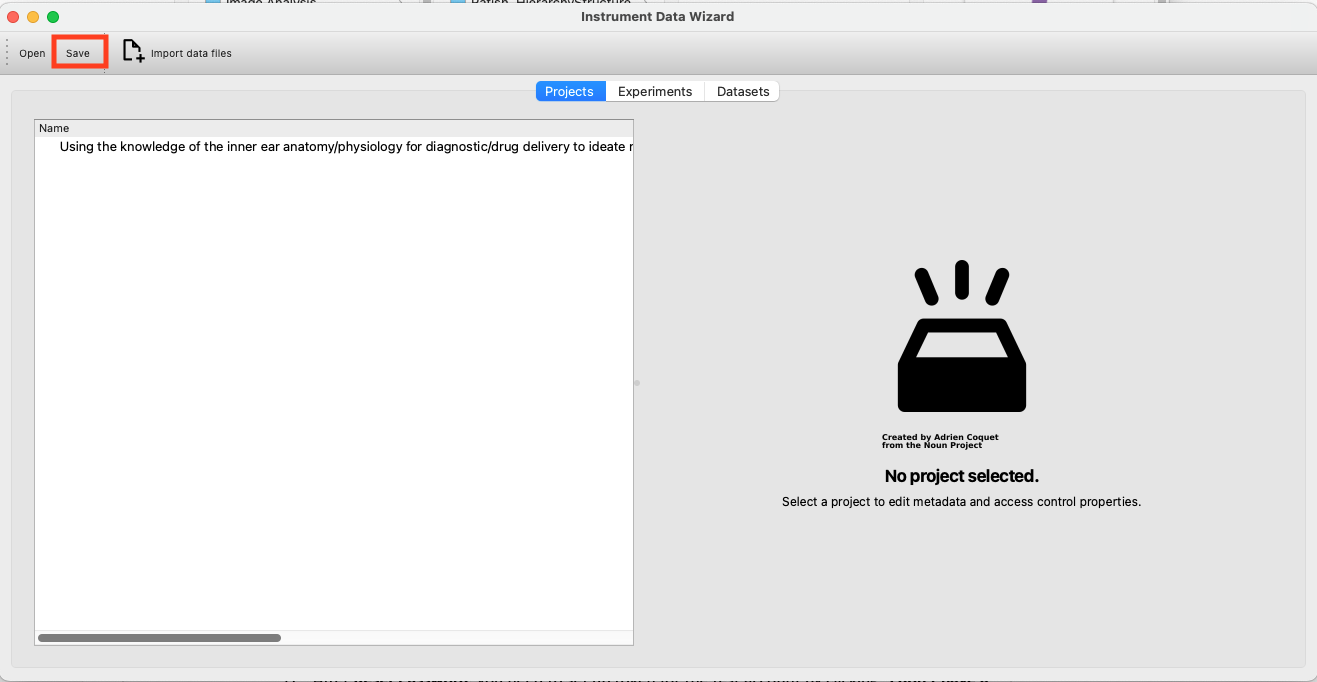 Instrument Data Wizard
Open Save Import data files
Projects Experiments Datasets
Name
Using the knowledge of the inner ear anatomy/physiology for diagnostic/drug delivery to ideate
Created by Adrien Coquet
from the Noun Project
No project selected.
Select a project to edit metadata and access control properties.